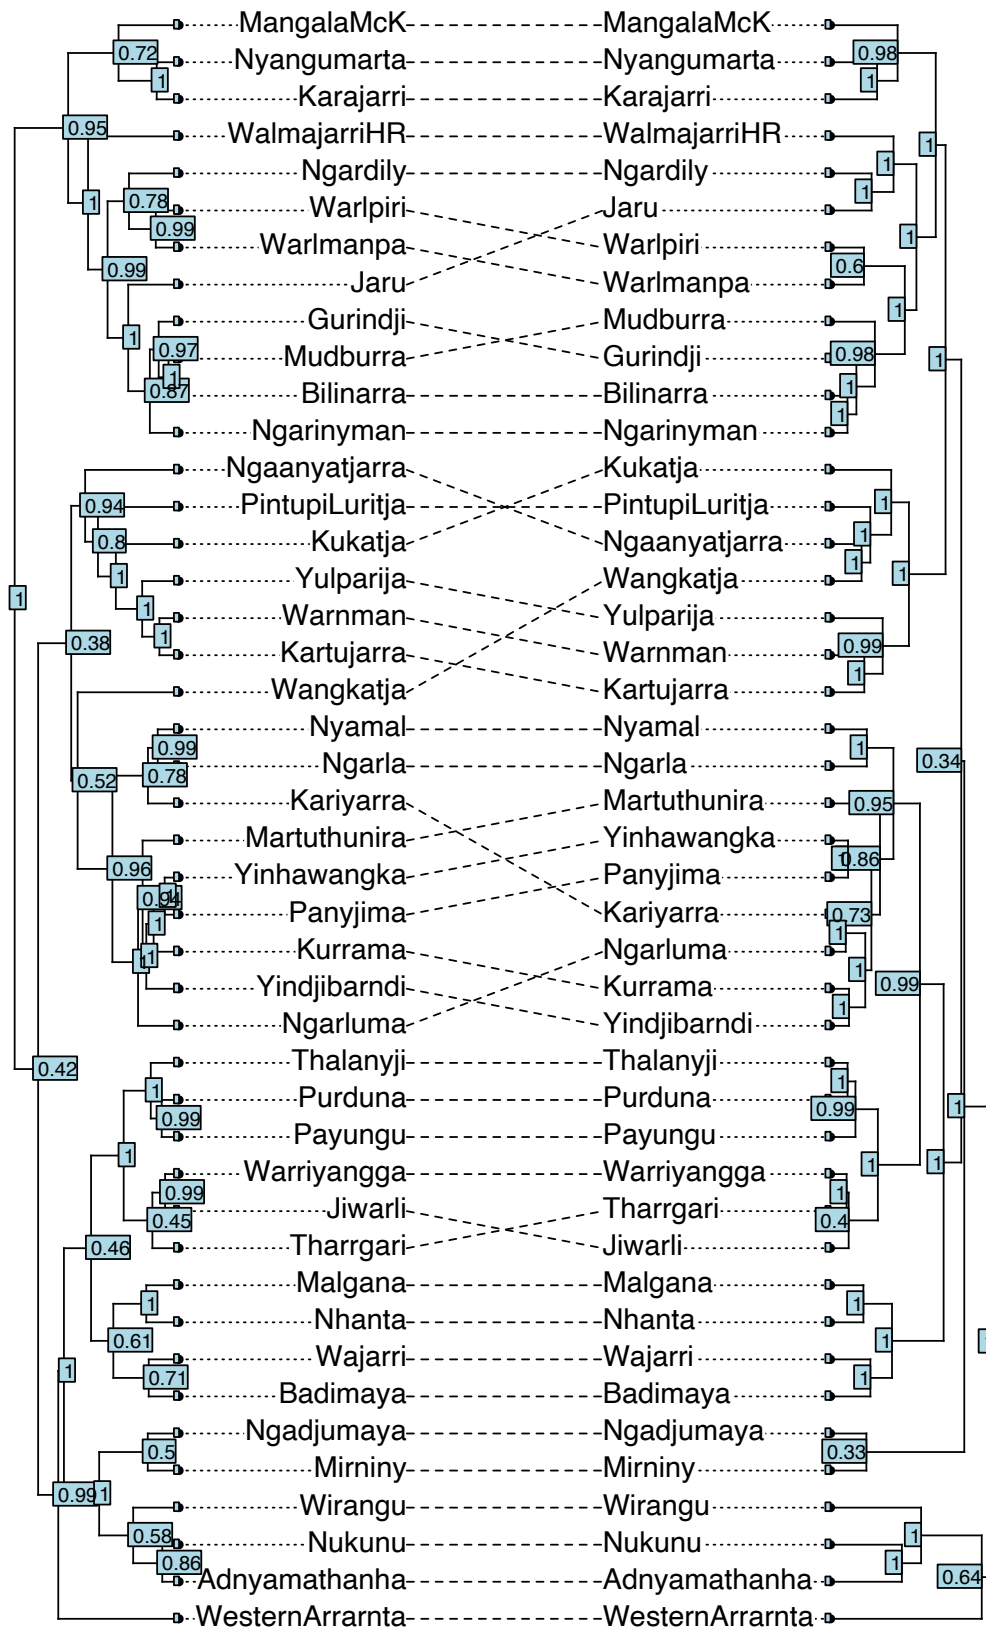 MangalaMcK MangalaMcK
0.72 0.98
Nyangumarta Nyangumarta
1 1
Karajarri Karajarri
0.95
WalmajarriHR WalmajarriHR
1
1
Ngardily Ngardily
1
0.78 1
1
Warlpiri Jaru
0.99 1
Warlmanpa Warlpiri
0.99 0.6
Jaru Warlmanpa
1
Gurindji Mudburra
1
0.97 0.98
Mudburra Gurindji
1
1
0.87 1
Bilinarra Bilinarra
1
Ngarinyman Ngarinyman
Ngaanyatjarra Kukatja
0.94 1
PintupiLuritja PintupiLuritja
0.8 1
Kukatja Ngaanyatjarra
1 1
1
Yulparija Wangkatja
1
1
Warnman Yulparija
1
0.38 0.99
Kartujarra Warnman
1
Wangkatja Kartujarra
Nyamal Nyamal
0.99 1
0.34
Ngarla Ngarla
0.78
0.52
Kariyarra Martuthunira
0.95
Martuthunira Yinhawangka
0.96 1 0.86
Yinhawangka Panyjima
1
0.94
Panyjima Kariyarra
0.73
1 1
Kurrama Ngarluma
1
1 1
Yindjibarndi Kurrama
0.99
1
Ngarluma Yindjibarndi
Thalanyji Thalanyji
0.42
1 1
Purduna Purduna
0.99 0.99
1
Payungu Payungu
1 1
1
Warriyangga Warriyangga
0.99 1
Jiwarli Tharrgari
0.45 0.4
Tharrgari Jiwarli
0.46
Malgana Malgana
1 1
Nhanta Nhanta
0.61 1
Wajarri Wajarri
1
0.71 1
Badimaya Badimaya
Ngadjumaya Ngadjumaya
0.5 0.33
Mirniny Mirniny
0.99 1
Wirangu Wirangu
0.58 1
Nukunu Nukunu
0.86 1
0.64
Adnyamathanha Adnyamathanha
WesternArrarnta WesternArrarnta